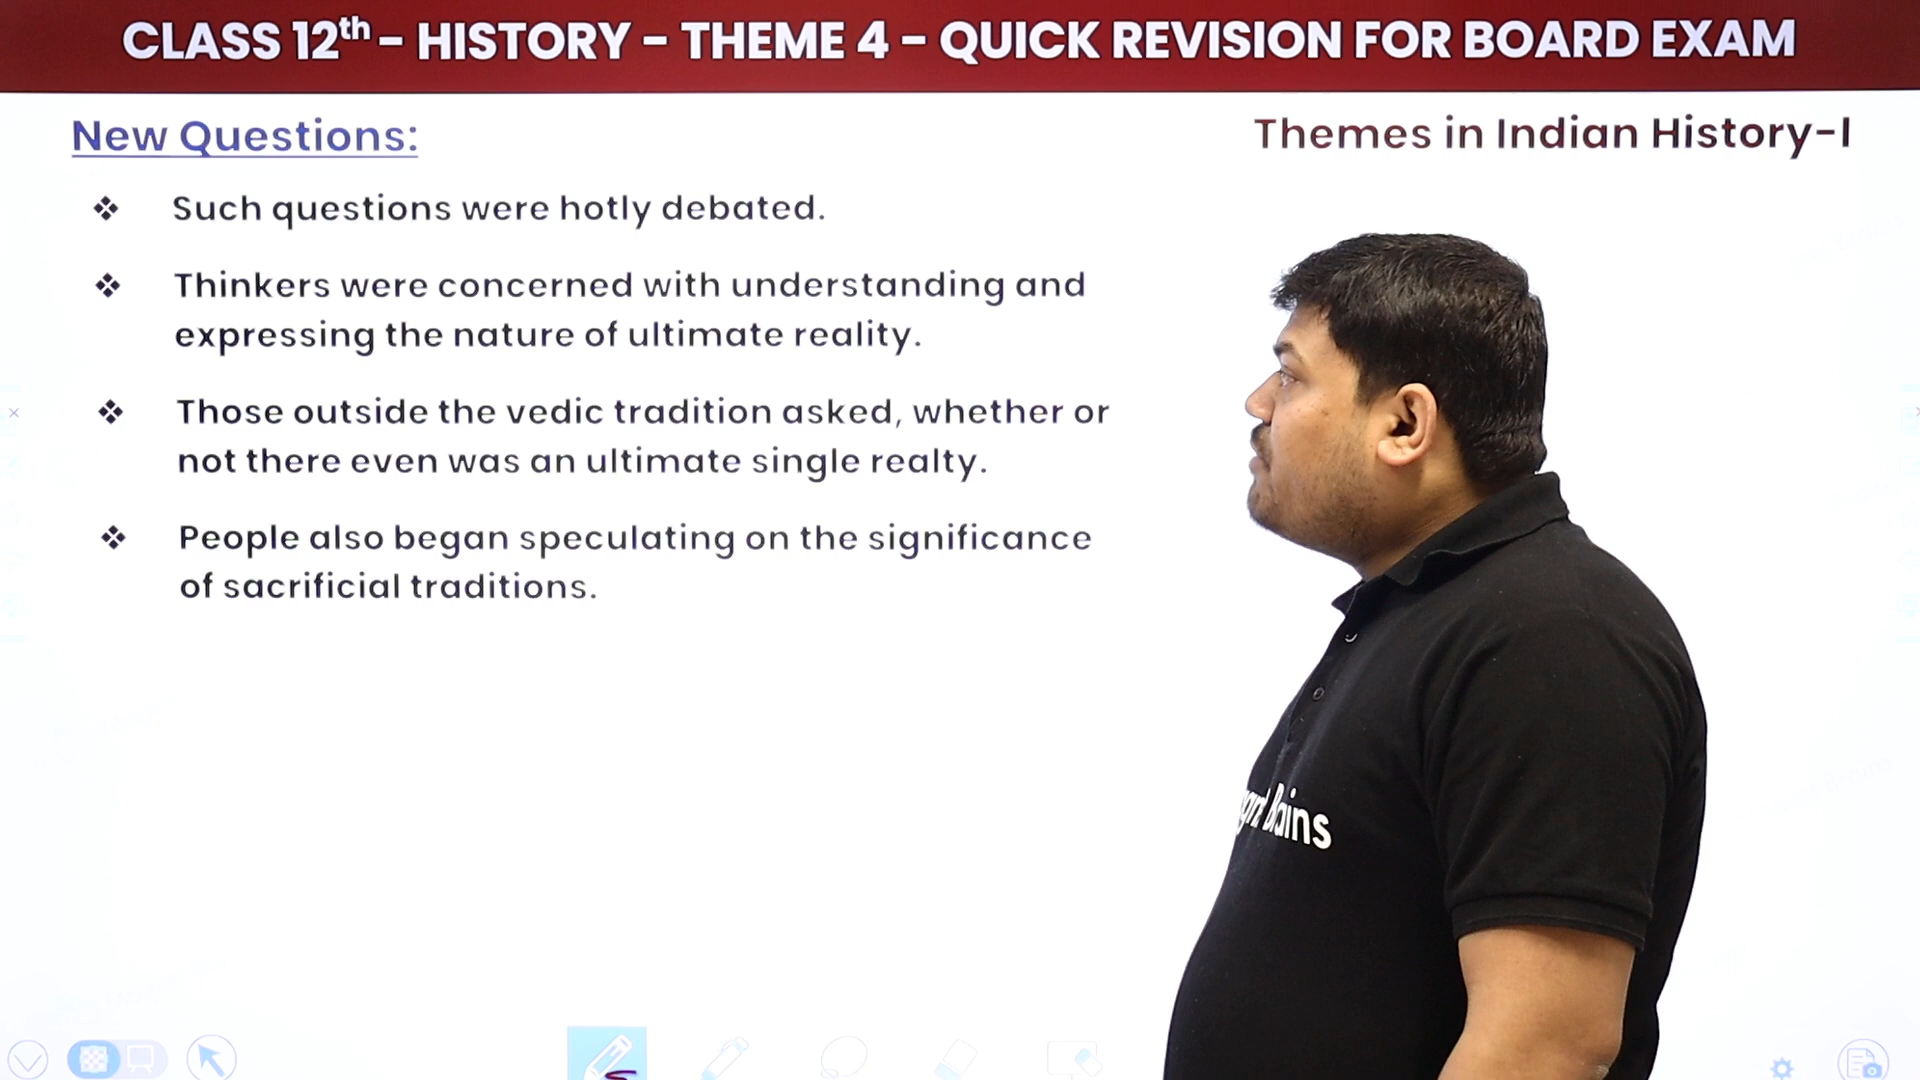 CLASS 12th - HISTORY - THEME 4 - QUICK REVISION FOR BOARD EXAM
New Questions:
Themes in Indian History-I
❖ Such questions were hotly debated.
❖ Thinkers were concerned with understanding and
expressing the nature of ultimate reality.
❖ Those outside the vedic tradition asked, whether or
not there even was an ultimate single realty.
❖ People also began speculating on the significance
of sacrificial traditions.